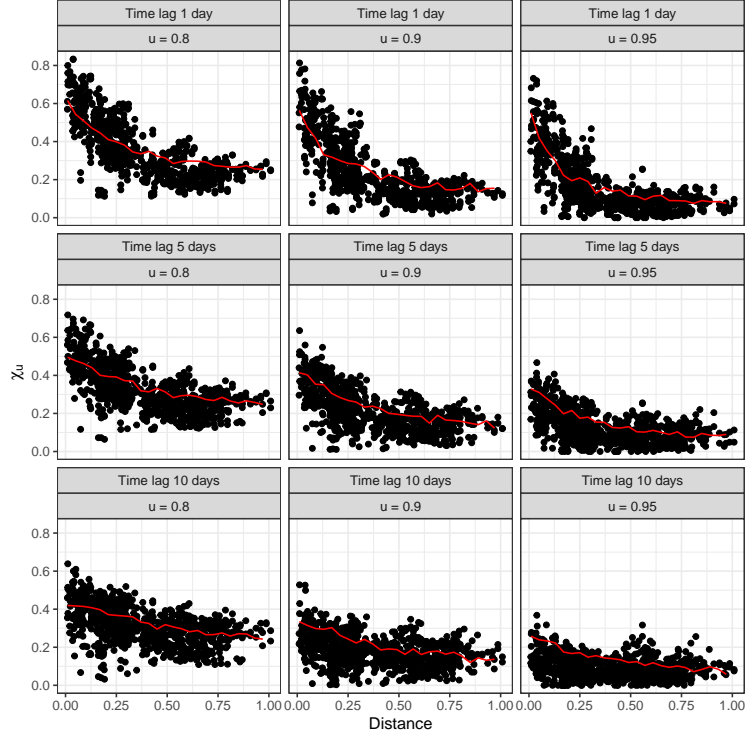 Time lag 1 day Time lag 1 day Time lag 1 day
u = 0.8 u = 0.9 u = 0.95
0.8
0.6
0.4
0.2
0.0
Time lag 5 days Time lag 5 days Time lag 5 days
u = 0.8 u = 0.9 u = 0.95
0.8
0.6
0.4
0.2
0.0
χu
Time lag 10 days Time lag 10 days Time lag 10 days
u = 0.8 u = 0.9 u = 0.95
0.8
0.6
0.4
0.2
0.0
0.00 0.25 0.50 0.75 1.00 0.00 0.25 0.50 0.75 1.00 0.00 0.25 0.50 0.75 1.00
Distance